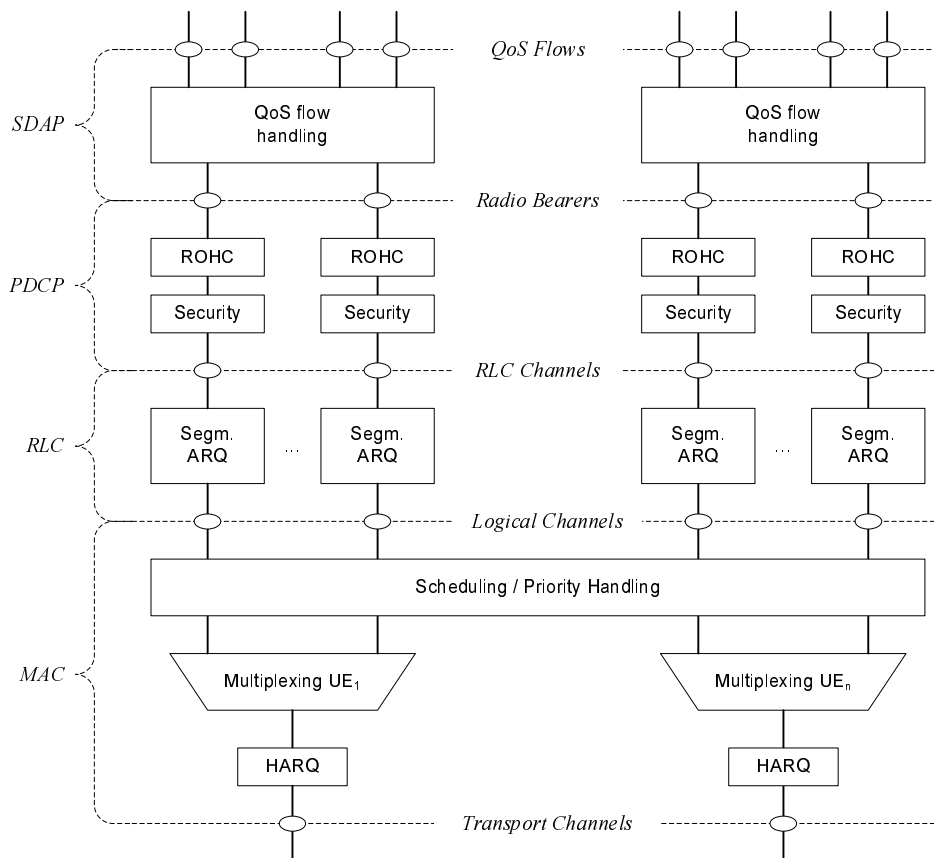 QoS Flows
SDAP
QoS flow
handling
QoS flow
handling
Radio Bearers
PDCP
ROHC
ROHC
ROHC
ROHC
Security
Security
Security
Security
RLC Channels
RLC
Segm.
ARQ
...
Segm.
ARQ
Segm.
ARQ
...
Segm.
ARQ
Logical Channels
Scheduling / Priority Handling
MAC
Multiplexing UE₁
Multiplexing UEₙ
HARQ
HARQ
Transport Channels